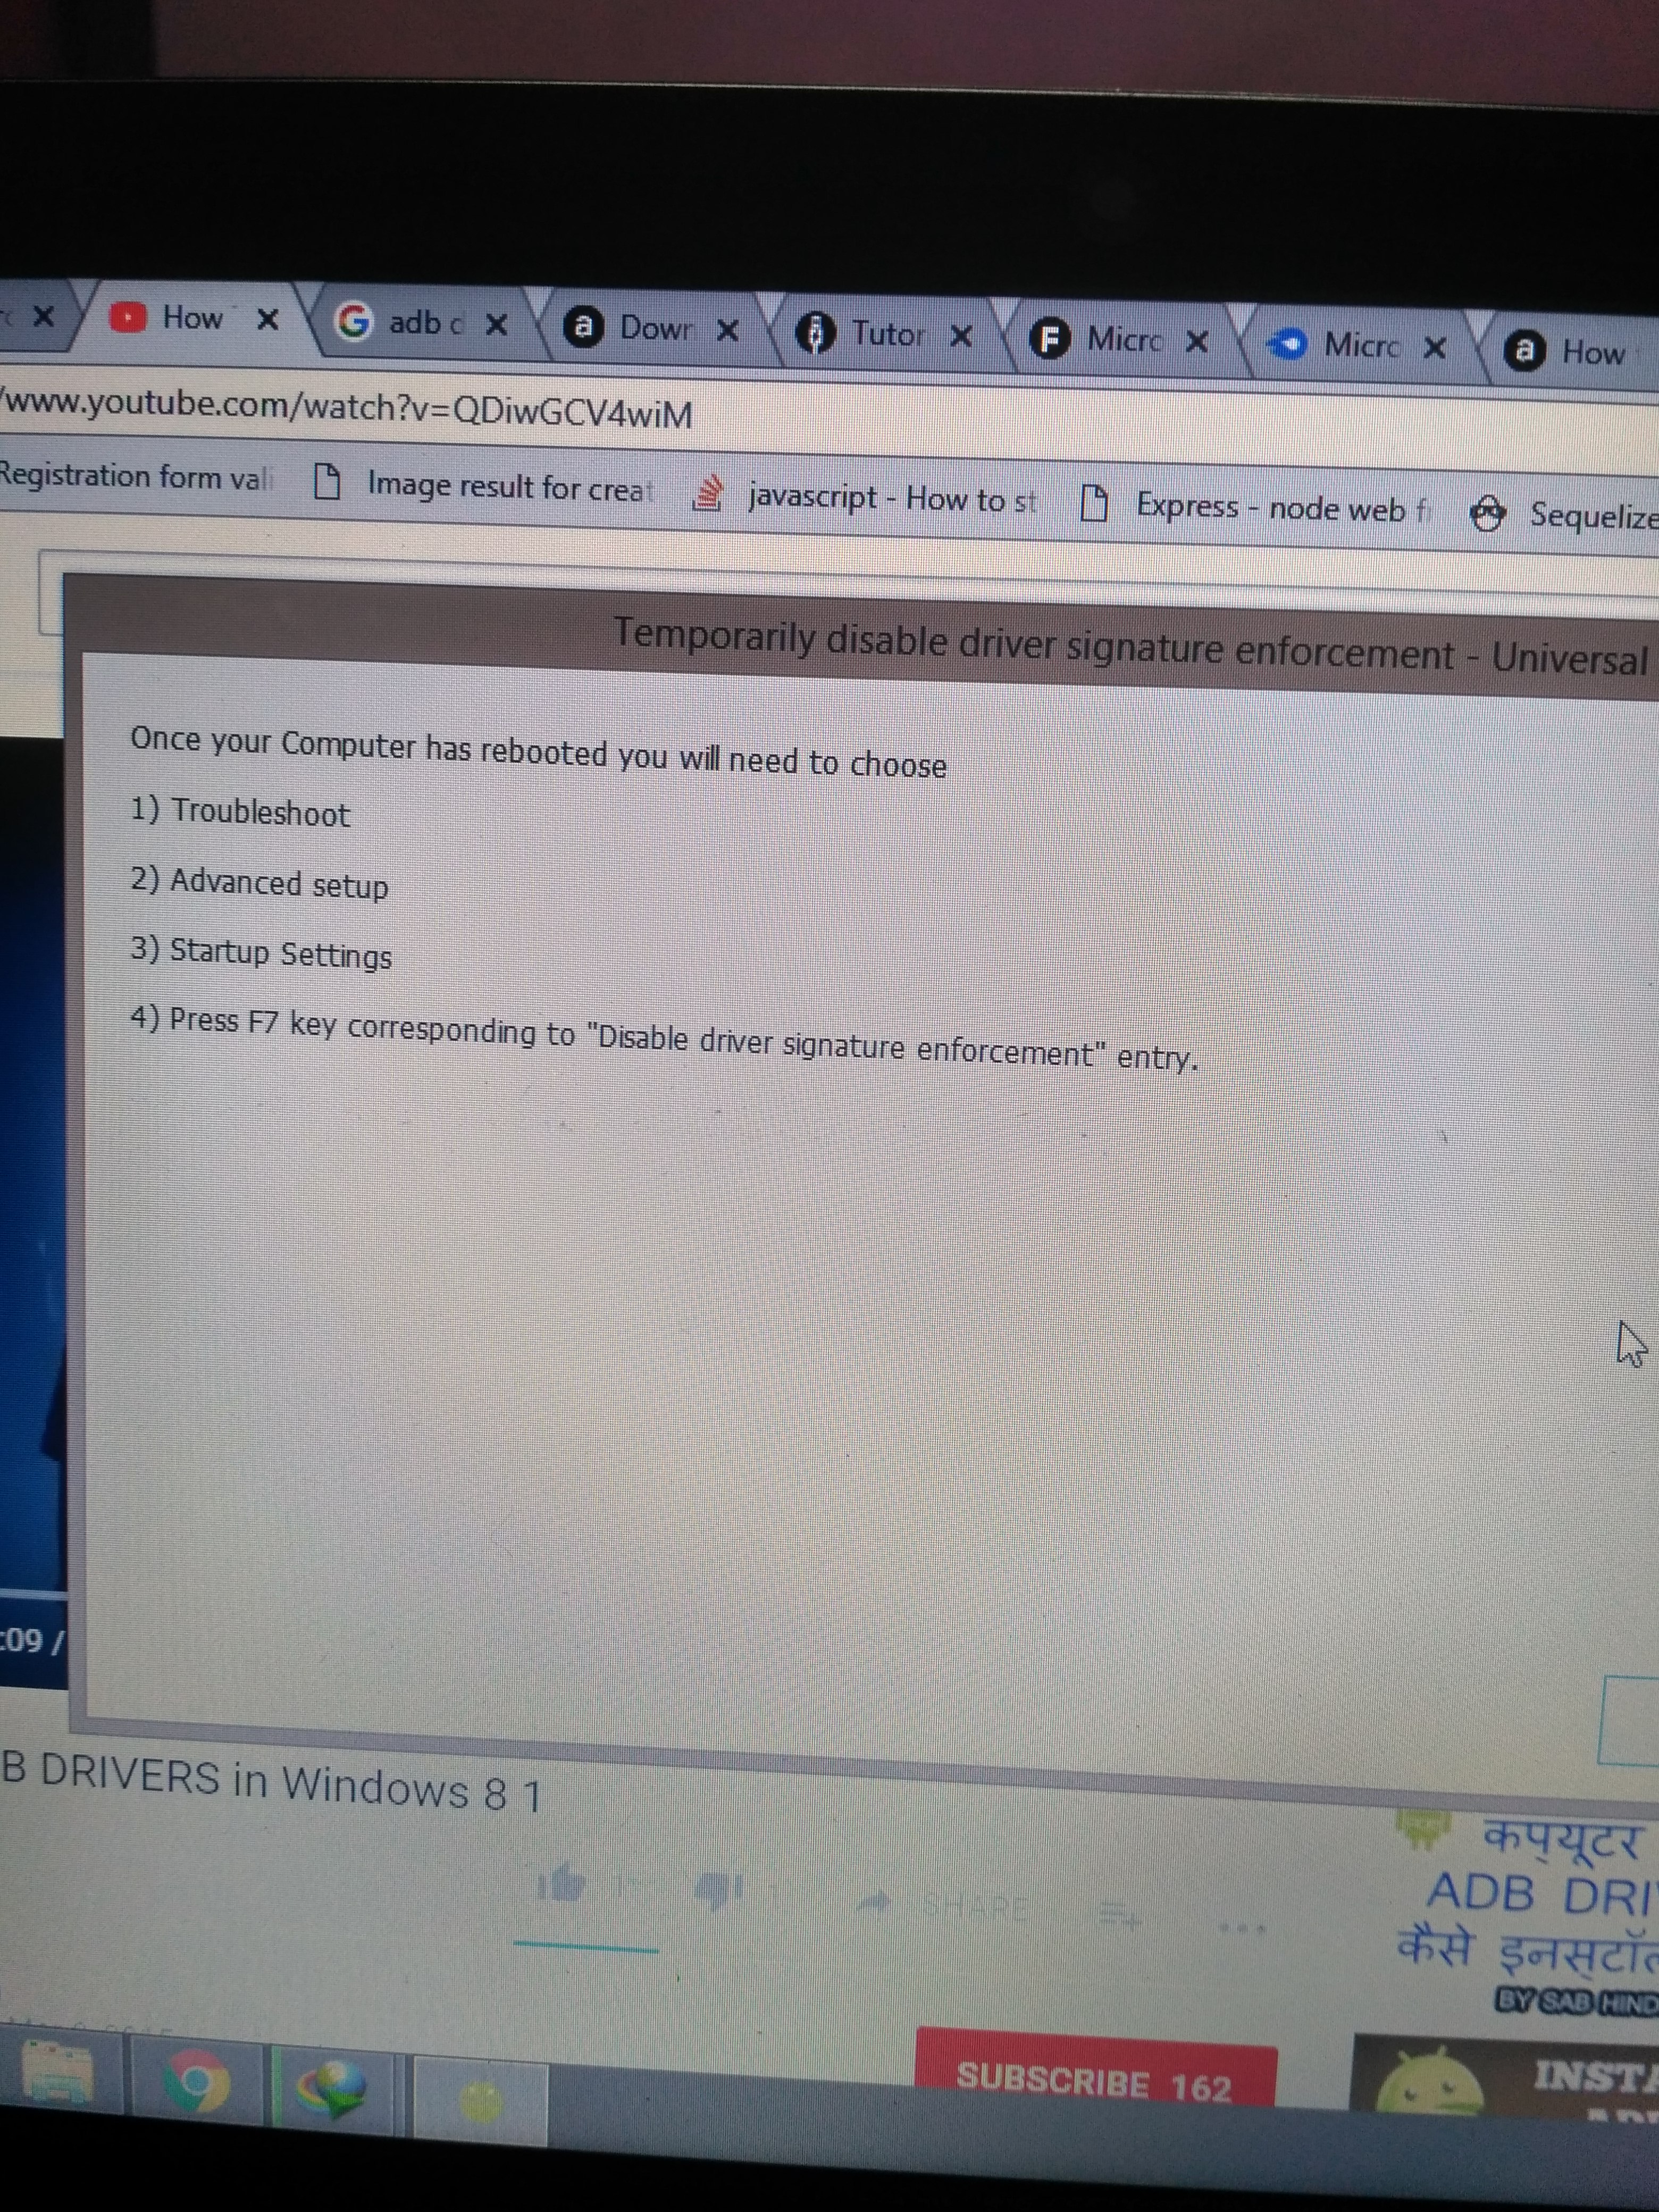 How
adb
Dowr
Tutor
Micro
Micro
How
/www.youtube.com/watch?v=QDiwGCV4wiM
Registration form vali
Image result for creat
javascript - How to st
Express - node web f
Sequelize
Temporarily disable driver signature enforcement - Universal
Once your Computer has rebooted you will need to choose
1) Troubleshoot
2) Advanced setup
3) Startup Settings
4) Press F7 key corresponding to "Disable driver signature enforcement" entry.
:09 /
B DRIVERS in Windows 8 1
SHARE
कप्यूटर
ADB DRI
कैसे इनस्टॉल
BY SAB HIND
SUBSCRIBE 162
INSTA